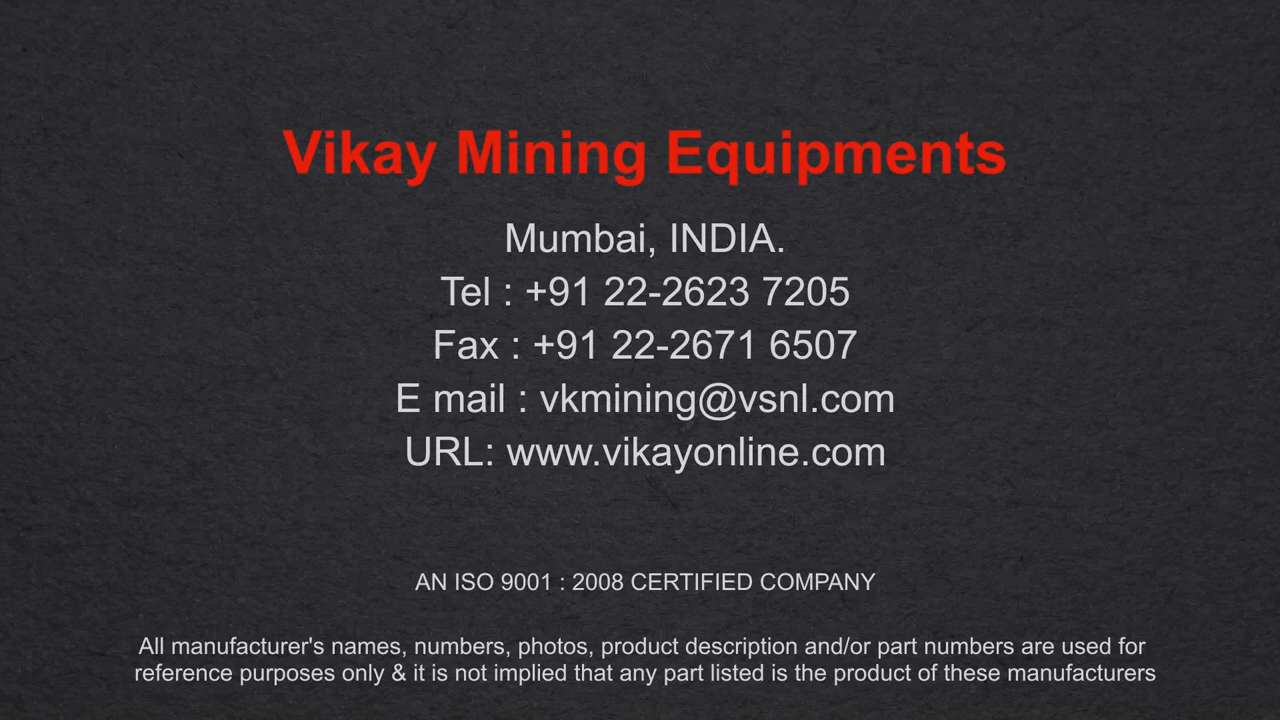 Vikay Mining Equipments
Mumbai, INDIA.
Tel : +91 22-2623 7205
Fax : +91 22-2671 6507
E mail : vkmining@vsnl.com
URL: www.vikayonline.com
AN ISO 9001 : 2008 CERTIFIED COMPANY
All manufacturer's names, numbers, photos, product description and/or part numbers are used for
reference purposes only & it is not implied that any part listed is the product of these manufacturers